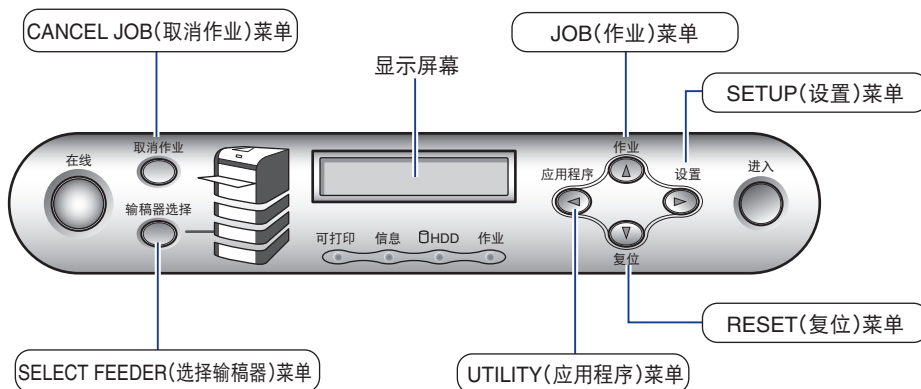 CANCEL JOB(取消作业)菜单
JOB(作业)菜单
显示屏幕
SETUP(设置)菜单
在线
取消作业
作业
应用程序
设置
进入
输稿器选择
可打印
信息
HDD
作业
复位
RESET(复位)菜单
SELECT FEEDER(选择输稿器)菜单
UTILITY(应用程序)菜单